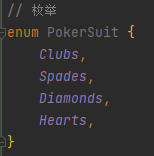 // 枚举
enum PokerSuit {
    Clubs,
    Spades,
    Diamonds,
    Hearts,
}